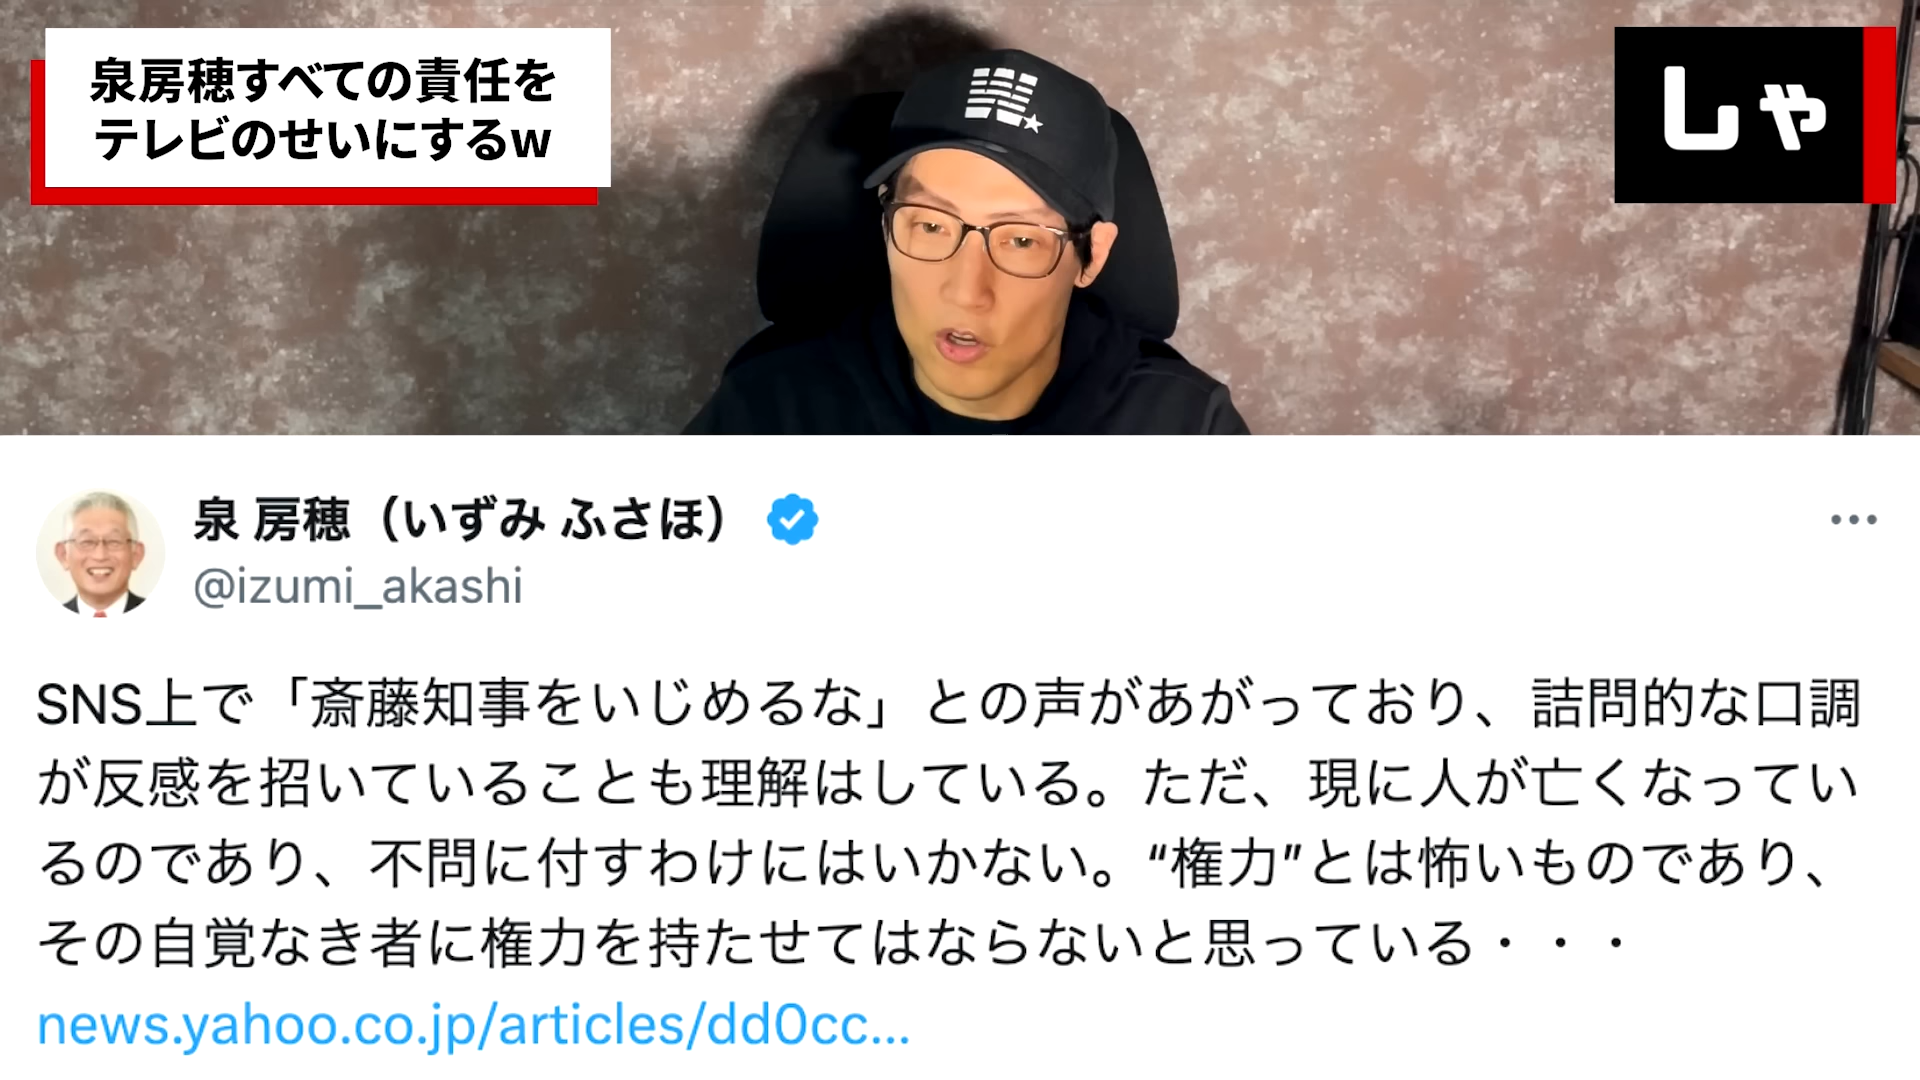 泉房穂すべての責任を
テレビのせいにするw
しゃ
泉 房穂（いずみ ふさほ）
@izumi_akashi
SNS上で「斎藤知事をいじめるな」との声があがっており、詰問的な口調
が反感を招いていることも理解はしている。ただ、現に人が亡くなってい
るのであり、不問に付すわけにはいかない。“権力”とは怖いものであり、
その自覚なき者に権力を持たせてはならないと思っている・・・
news.yahoo.co.jp/articles/dd0cc...